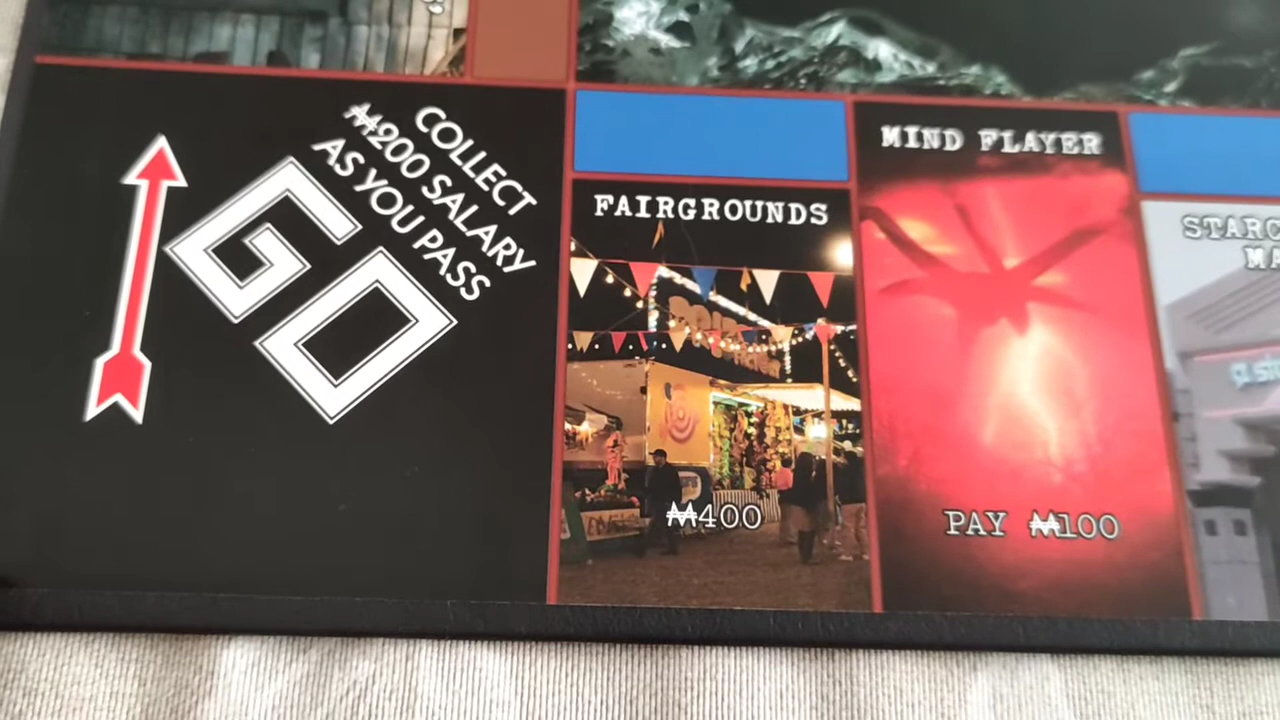 COLLECT
₩200 SALARY
AS YOU PASS
GO
FAIRGROUNDS
₩400
MIND FLAYER
PAY ₩100